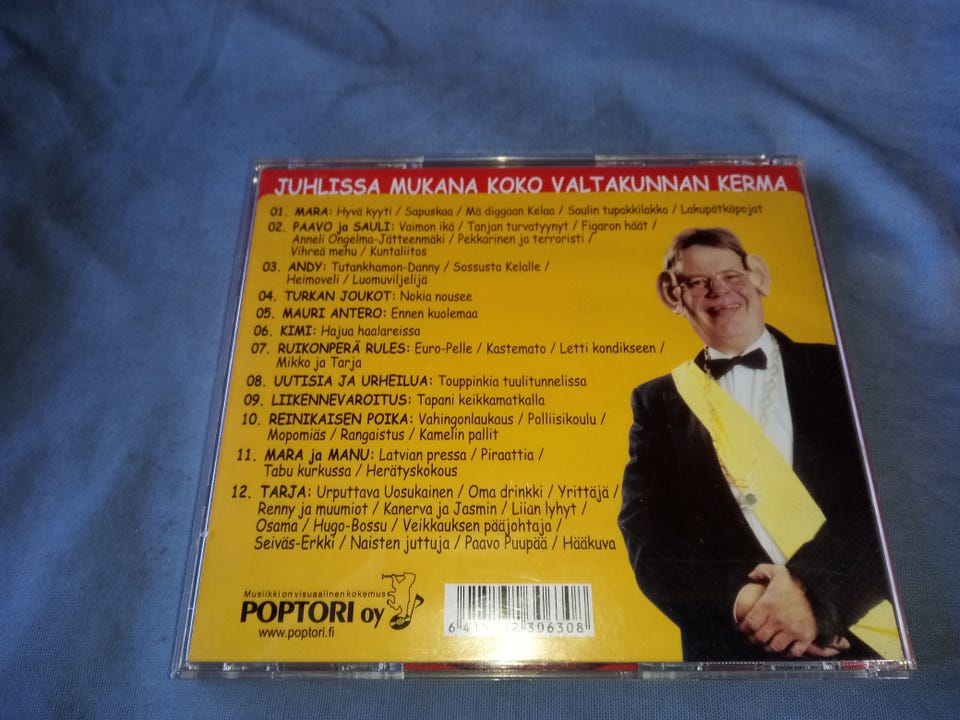 JUHLISSA MUKANA KOKO VALTAKUNNAN KERMA
01. MARA: Hyvä kyyti / Sapuskaa / Mä diggaan Kelaa / Saulin tupakkilakko / Lakupötköpojat
02. PAAVO ja SAULI: Vaimon ikä / Tanjan turvatyynyt / Figaron häät /
Anneli Ongelma-Jätteenmäki / Pekkarinen ja terroristi /
Vihreä mehu / Kuntaliitos
03. ANDY: Tutankhamon-Danny / Sossusta Kelalle /
Heimoveli / Luomuviljelijä
04. TURKAN JOUKOT: Nokia nousee
05. MAURI ANTERO: Ennen kuolemaa
06. KIMI: Hajua haalareissa
07. RUIKONPERÄ RULES: Euro-Pelle / Kastemato / Letti kondikseen /
Mikko ja Tarja
08. UUTISIA JA URHEILUA: Touppinkia tuulitunnelissa
09. LIIKENNEVAROITUS: Tapani keikkamatkalla
10. REINIKAISEN POIKA: Vahingonlaukaus / Polliisikoulu /
Mopomiäs / Rangaistus / Kamelin pallit
11. MARA ja MANU: Latvian pressa / Piraattia /
Tabu kurkussa / Herätyskokous
12. TARJA: Urputtava Uosukainen / Oma drinkki / Yrittäjä /
Renny ja muumiot / Kanerva ja Jasmin / Liian lyhyt /
Osama / Hugo-Bossu / Veikkauksen pääjohtaja /
Seiväs-Erkki / Naisten juttuja / Paavo Puupää / Hääkuva
Musiikki on visuaalinen kokemus
POPTORI oy
www.poptori.fi
306308